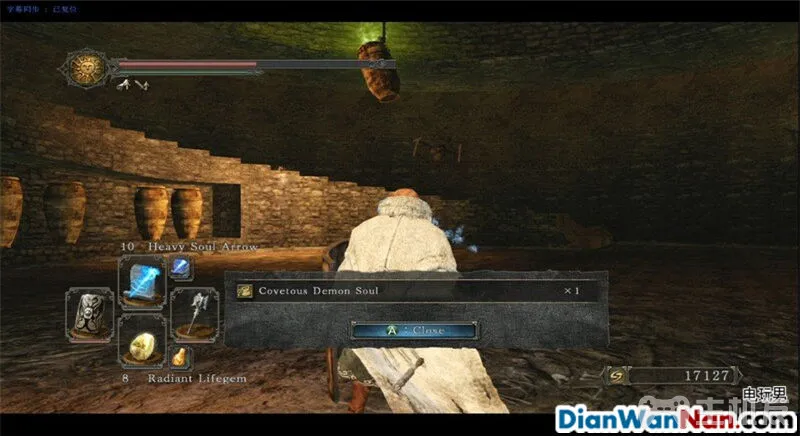 字幕同步 : 已复位
10 Heavy Soul Arrow
Covetous Demon Soul ×1
A : Close
8 Radiant Lifegem
17127
电玩男
DianWanNan.com